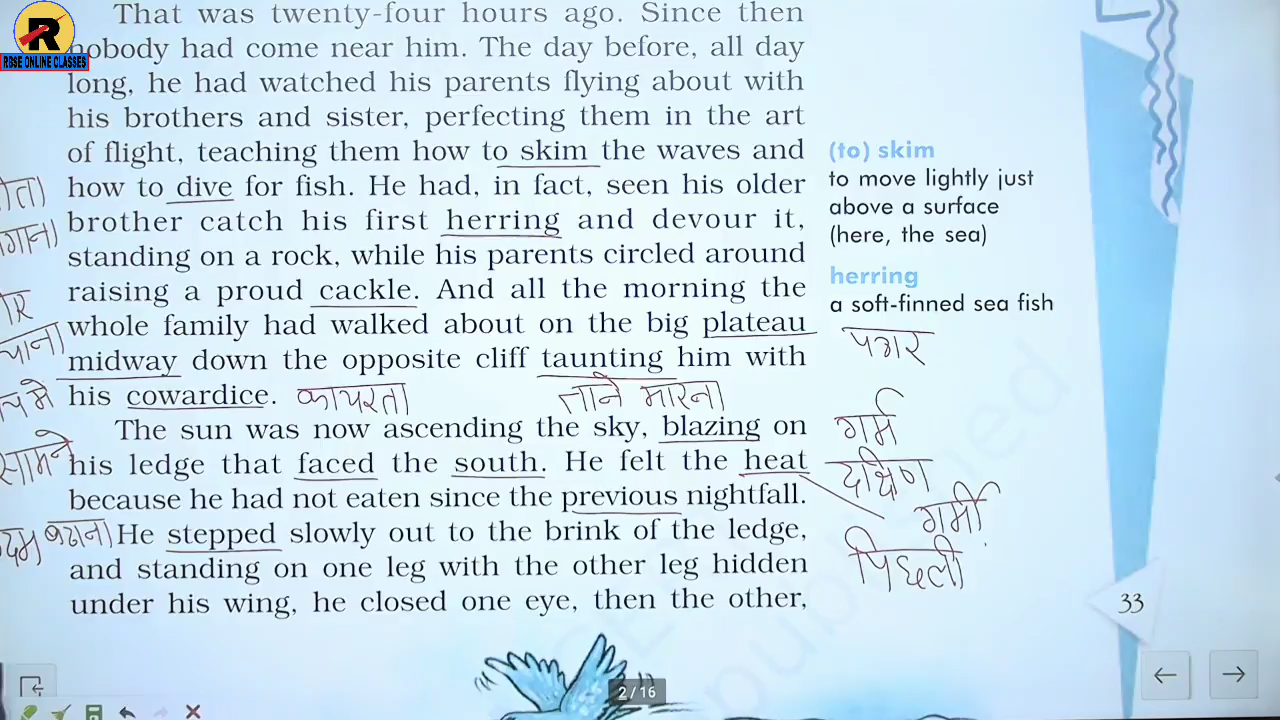 R
RBSE ONLINE CLASSES
That was twenty-four hours ago. Since then
nobody had come near him. The day before, all day
long, he had watched his parents flying about with
his brothers and sister, perfecting them in the art
of flight, teaching them how to skim the waves and
how to dive for fish. He had, in fact, seen his older
brother catch his first herring and devour it,
standing on a rock, while his parents circled around
raising a proud cackle. And all the morning the
whole family had walked about on the big plateau
midway down the opposite cliff taunting him with
his cowardice. कायरता ताने मारना
The sun was now ascending the sky, blazing on
his ledge that faced the south. He felt the heat
because he had not eaten since the previous nightfall.
He stepped slowly out to the brink of the ledge,
and standing on one leg with the other leg hidden
under his wing, he closed one eye, then the other,
सामने
बढाना
(to) skim
to move lightly just
above a surface
(here, the sea)
herring
a soft-finned sea fish
पगर
गर्म
दक्षिण
गर्मी
पिछली
33
2 / 16